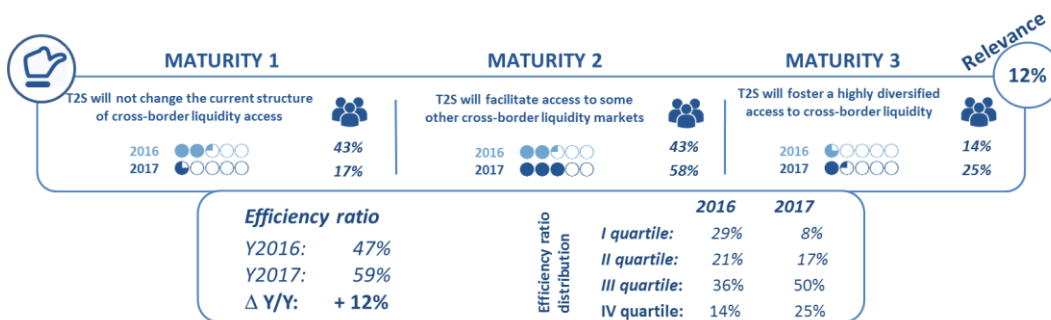 MATURITY 1
MATURITY 2
MATURITY 3
Relevance
12%
T2S will not change the current structure
of cross-border liquidity access
2016
43%
2017
17%
T2S will facilitate access to some
other cross-border liquidity markets
2016
43%
2017
58%
T2S will foster a highly diversified
access to cross-border liquidity
2016
14%
2017
25%
Efficiency ratio
Y2016: 47%
Y2017: 59%
Δ Y/Y: + 12%
Efficiency ratio
distribution
2016 2017
I quartile: 29% 8%
II quartile: 21% 17%
III quartile: 36% 50%
IV quartile: 14% 25%